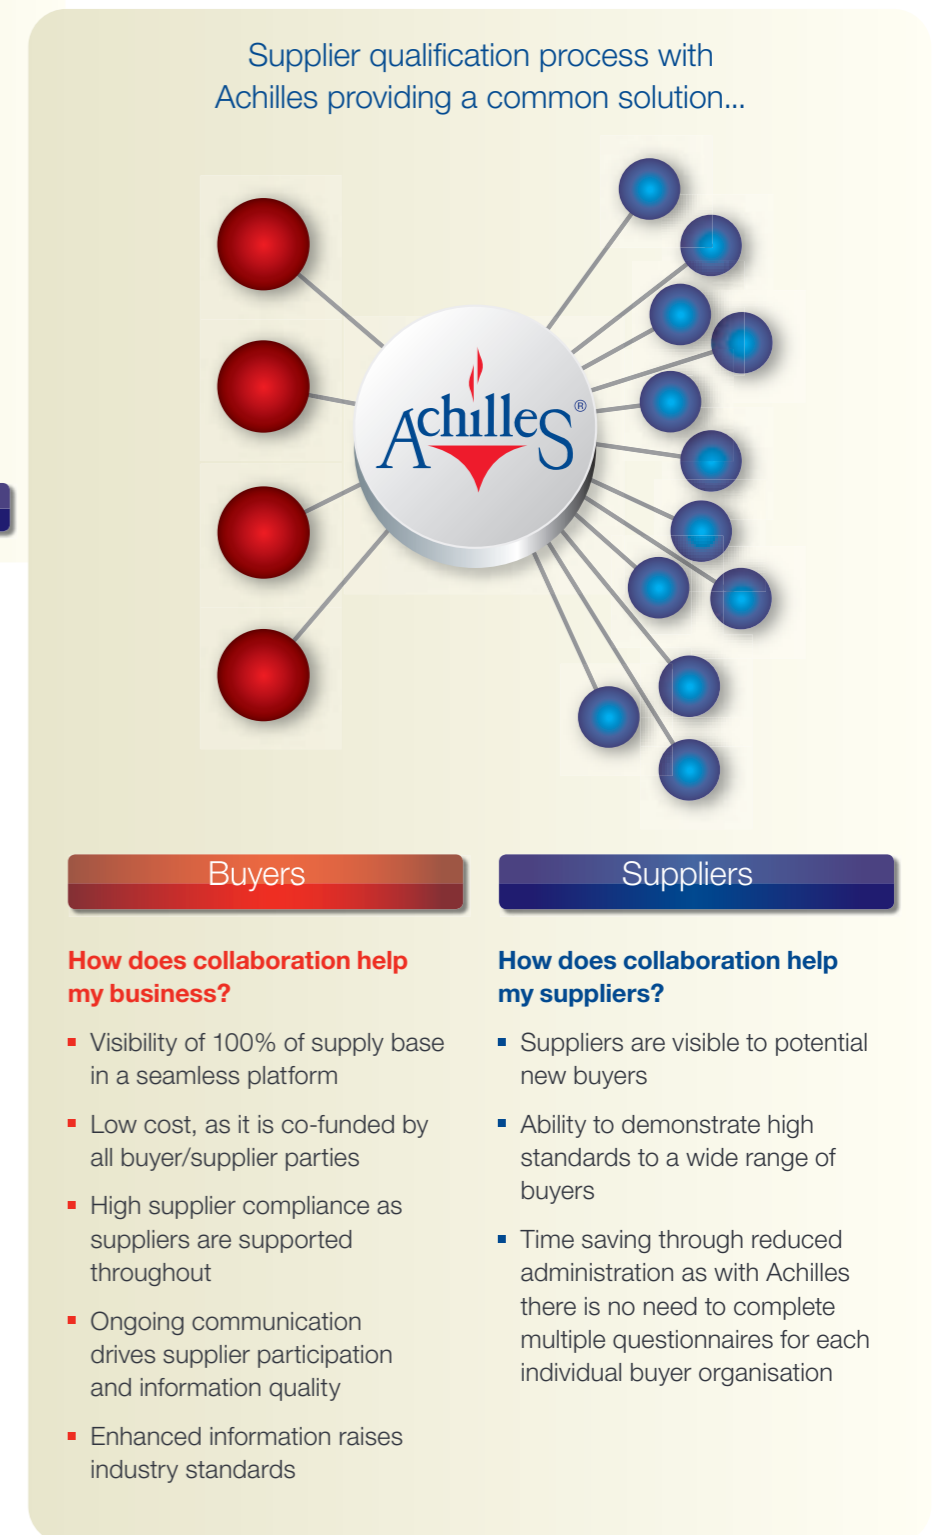 Supplier qualification process with
Achilles providing a common solution...
Achilles®
Buyers
How does collaboration help
my business?
Visibility of 100% of supply base
in a seamless platform
Low cost, as it is co-funded by
all buyer/supplier parties
High supplier compliance as
suppliers are supported
throughout
Ongoing communication
drives supplier participation
and information quality
Enhanced information raises
industry standards
Suppliers
How does collaboration help
my suppliers?
Suppliers are visible to potential
new buyers
Ability to demonstrate high
standards to a wide range of
buyers
Time saving through reduced
administration as with Achilles
there is no need to complete
multiple questionnaires for each
individual buyer organisation